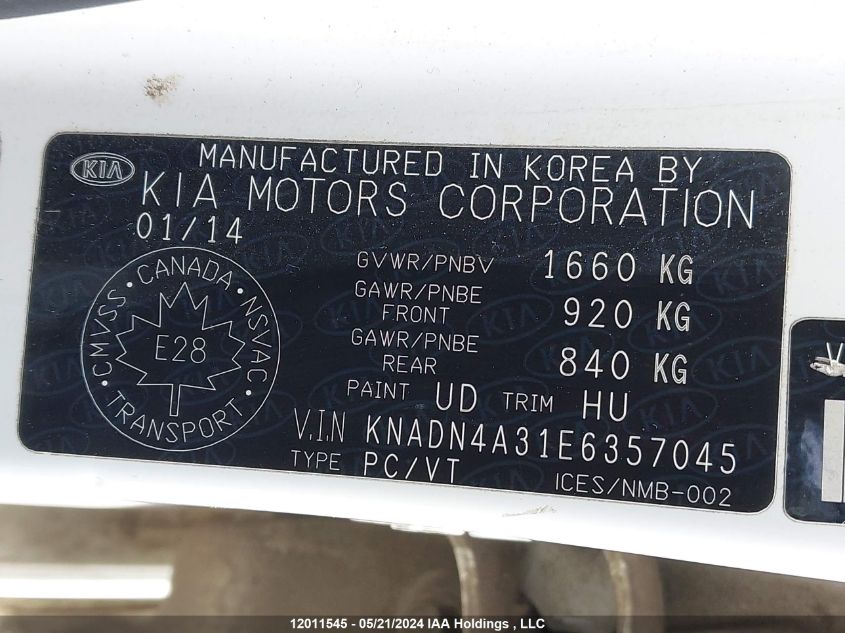 KIA
MANUFACTURED IN KOREA BY
KIA MOTORS CORPORATION
01/14
GVWR/PNBV 1660 KG
GAWR/PNBE FRONT 920 KG
GAWR/PNBE REAR 840 KG
PAINT UD TRIM HU
V.I.N KNADN4A31E6357045
TYPE PC/VT
ICES/NMB-002
CMVSS • CANADA • NSVAC • TRANSPORT •
E28
12011545 - 05/21/2024 IAA Holdings , LLC